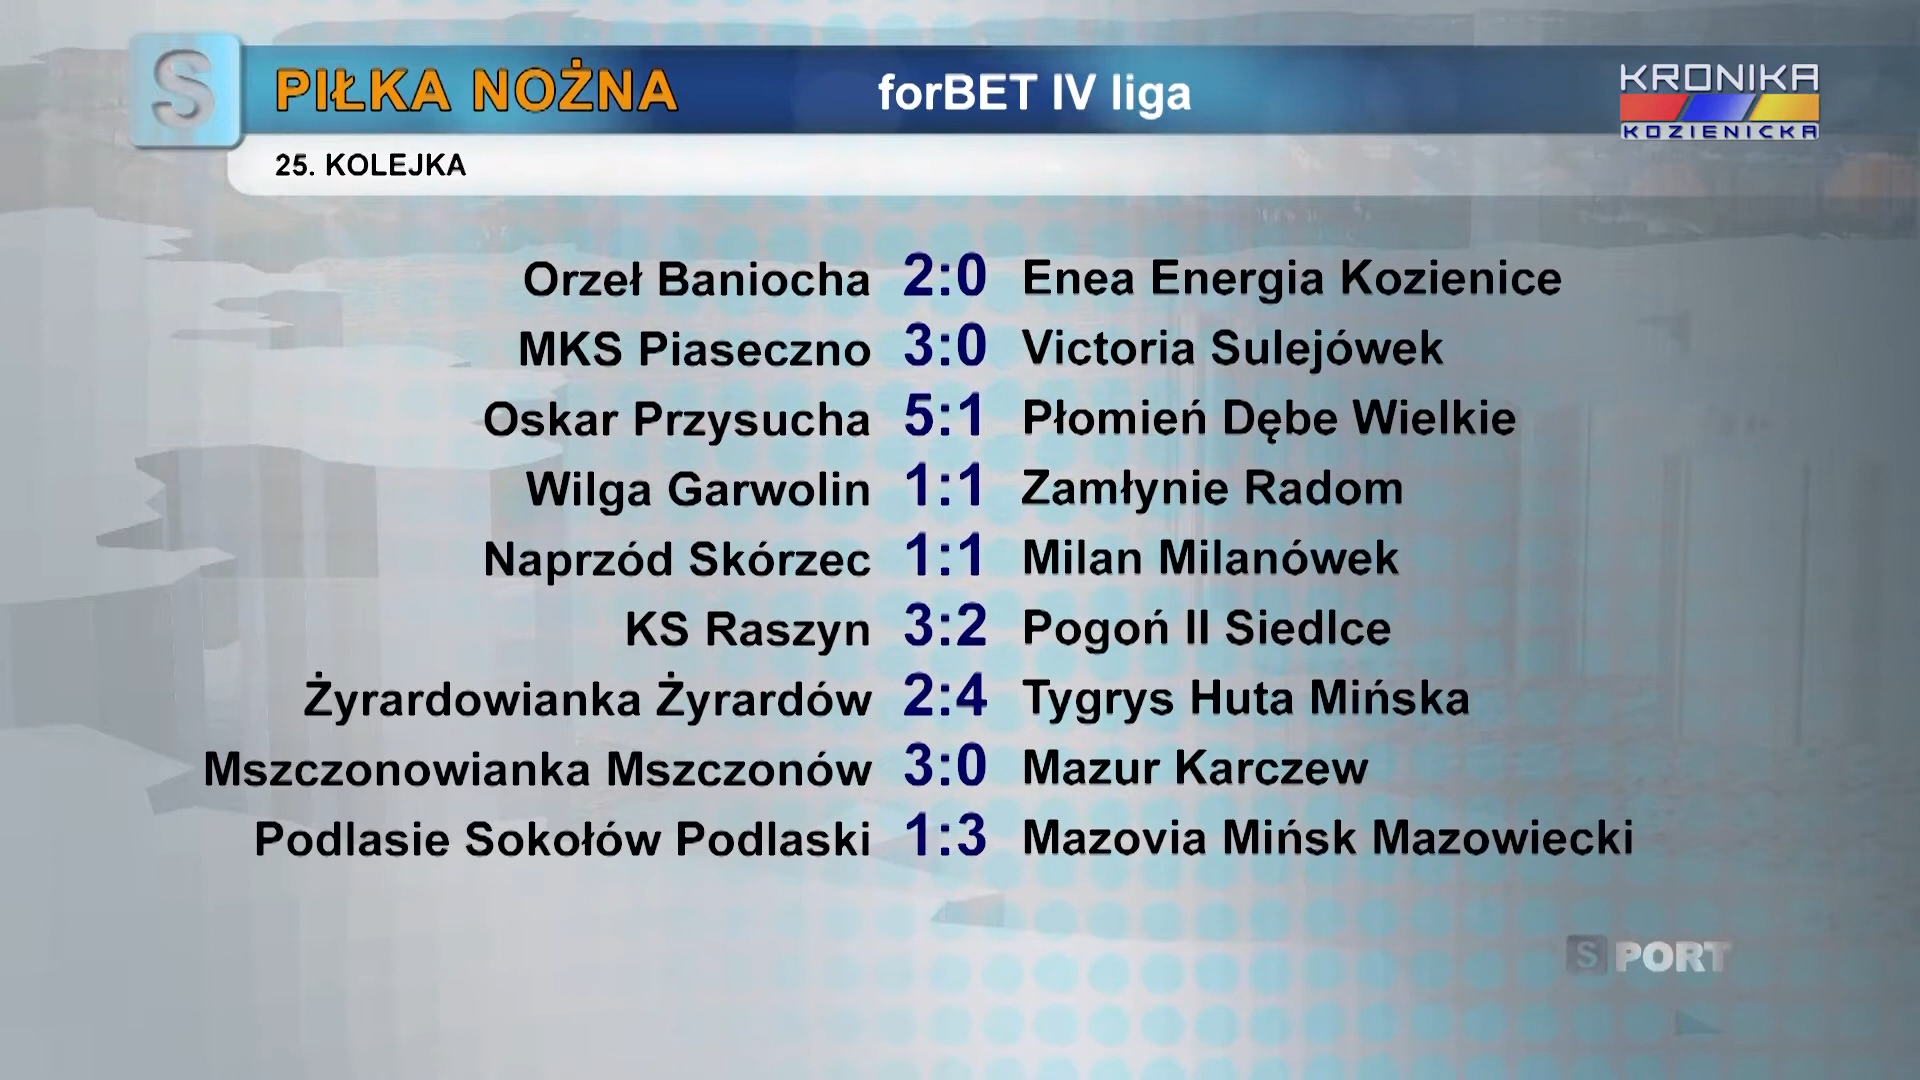 S PIŁKA NOŻNA forBET IV liga KRONIKA
KOZIENICKA
25. KOLEJKA
Orzeł Baniocha 2:0 Enea Energia Kozienice
MKS Piaseczno 3:0 Victoria Sulejówek
Oskar Przysucha 5:1 Płomień Dębe Wielkie
Wilga Garwolin 1:1 Zamłynie Radom
Naprzód Skórzec 1:1 Milan Milanówek
KS Raszyn 3:2 Pogoń II Siedlce
Żyrardowianka Żyrardów 2:4 Tygrys Huta Mińska
Mszczonowianka Mszczonów 3:0 Mazur Karczew
Podlasie Sokołów Podlaski 1:3 Mazovia Mińsk Mazowiecki
SPORT